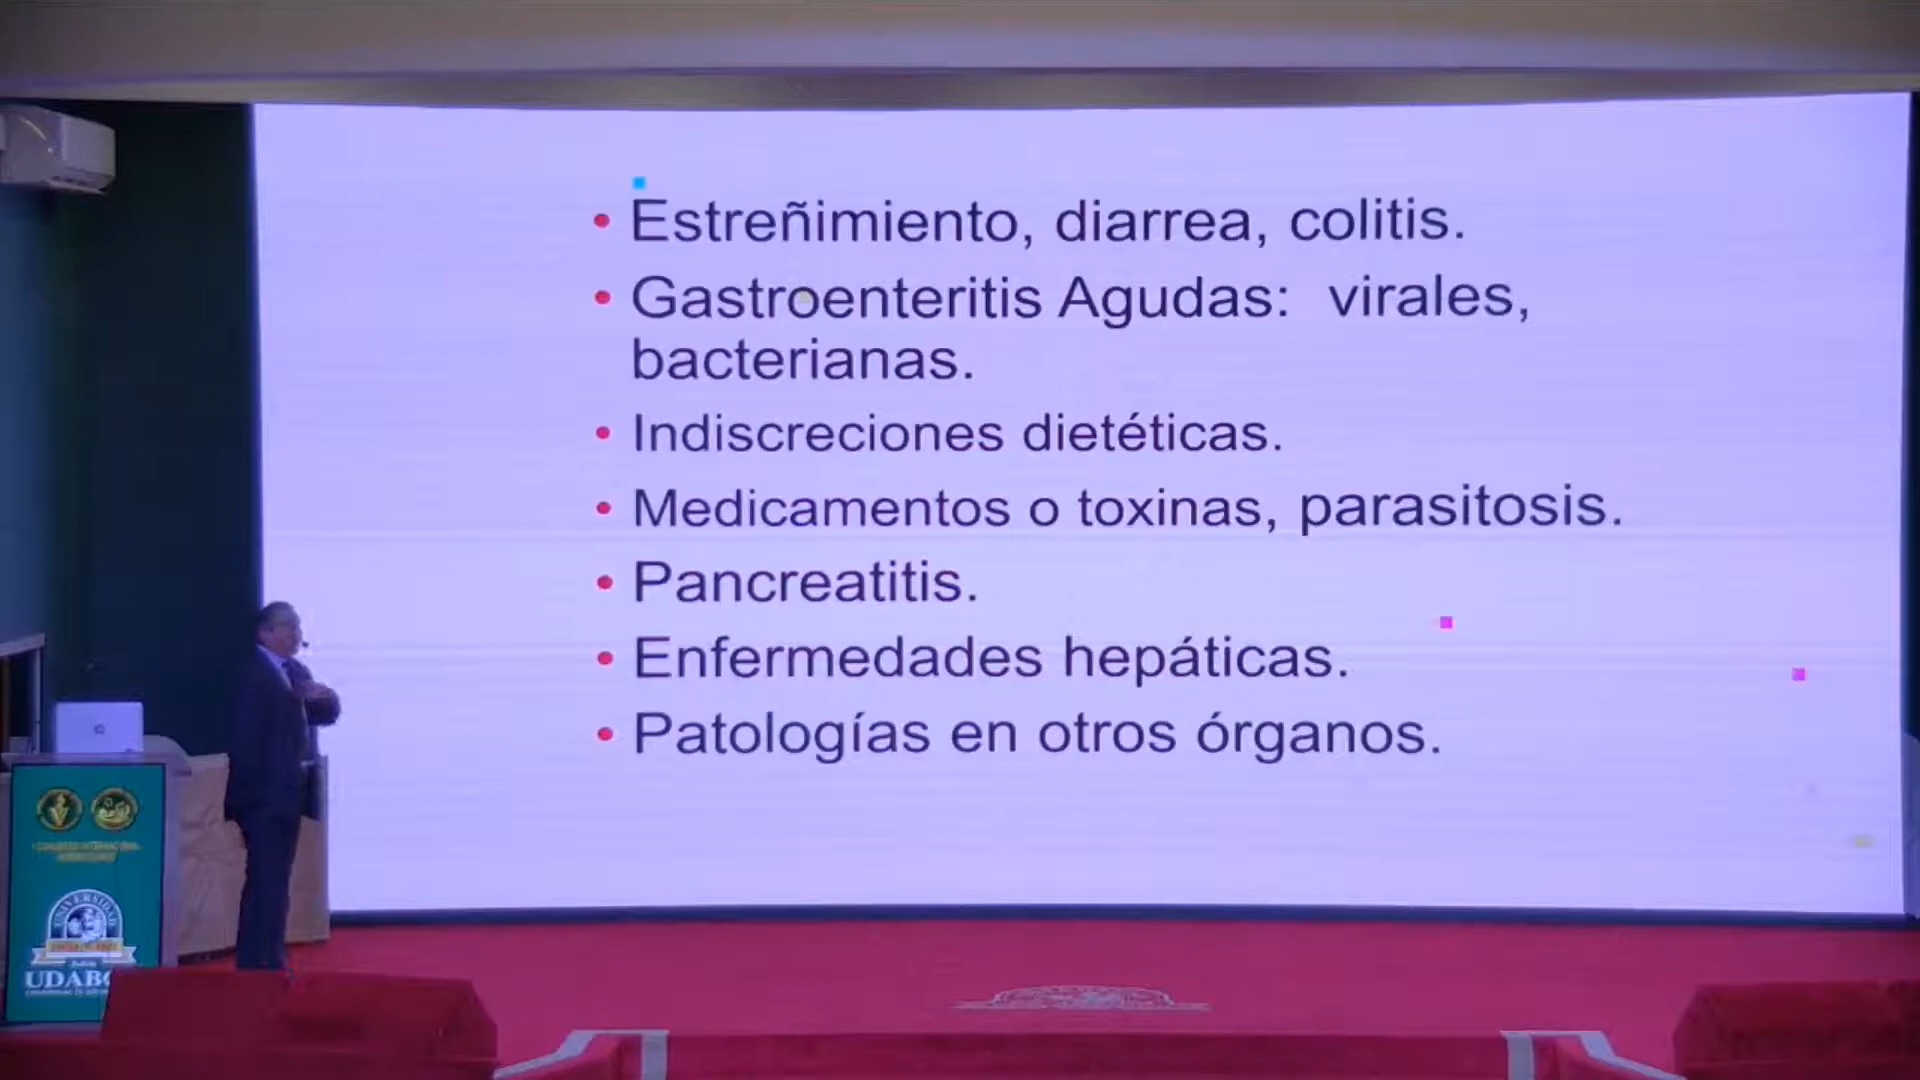 • Estreñimiento, diarrea, colitis.
• Gastroenteritis Agudas: virales,
bacterianas.
• Indiscreciones dietéticas.
• Medicamentos o toxinas, parasitosis.
• Pancreatitis.
• Enfermedades hepáticas.
• Patologías en otros órganos.
UNIVERSIDAD